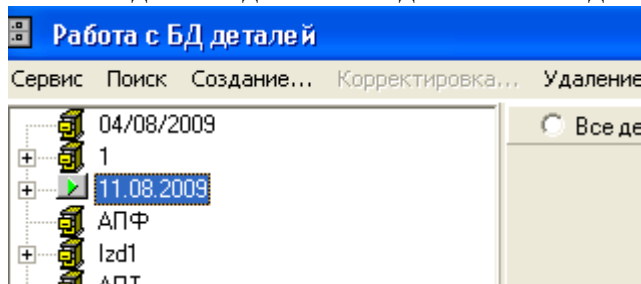 Работа с БД деталей
Сервис Поиск Создание... Корректировка... Удаление
04/08/2009
Все де
1
11.08.2009
АПФ
Izd1
АПТ